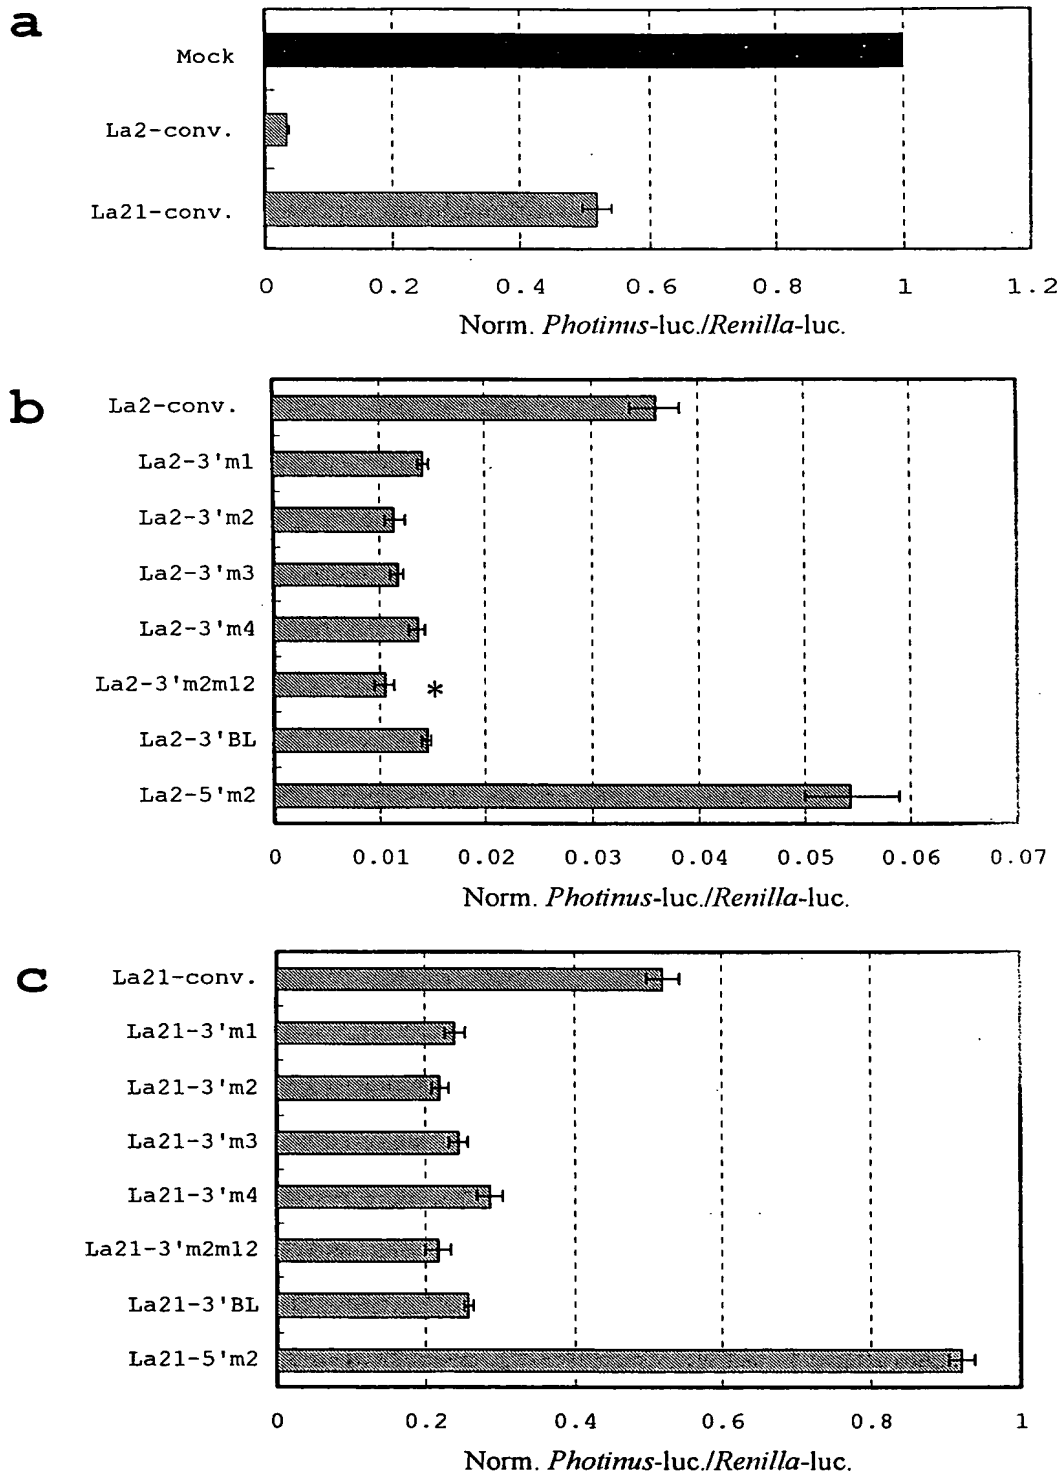 a
Mock
La2-conv.
La21-conv.
0 0.2 0.4 0.6 0.8 1 1.2
Norm. Photinus-luc./Renilla-luc.
b
La2-conv.
La2-3'm1
La2-3'm2
La2-3'm3
La2-3'm4
La2-3'm2m12 *
La2-3'BL
La2-5'm2
0 0.01 0.02 0.03 0.04 0.05 0.06 0.07
Norm. Photinus-luc./Renilla-luc.
c
La21-conv.
La21-3'm1
La21-3'm2
La21-3'm3
La21-3'm4
La21-3'm2m12
La21-3'BL
La21-5'm2
0 0.2 0.4 0.6 0.8 1
Norm. Photinus-luc./Renilla-luc.